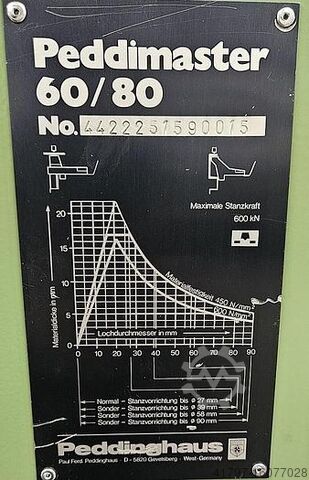 Peddimaster
60/80
No. 4422251590015
Maximale Stanzkraft
600 kN
20
15
10
5
0
Materialdicke in mm
Materialfestigkeit 450 N/mm²
600 N/mm²
Lochdurchmesser in mm
0 10 20 30 40 50 60 70 80 90
Normal - Stanzvorrichtung bis ø 27 mm
Sonder - Stanzvorrichtung bis ø 39 mm
Sonder - Stanzvorrichtung bis ø 58 mm
Sonder - Stanzvorrichtung bis ø 90 mm
Peddinghaus
Paul Ferd. Peddinghaus - D - 5820 Gevelsberg - West-Germany